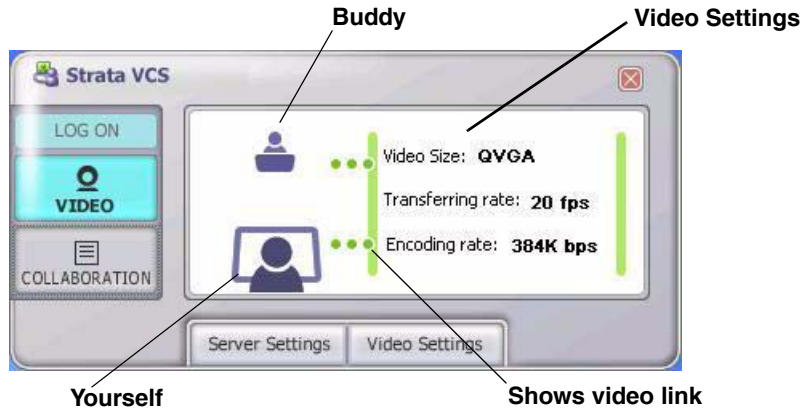 Buddy
Video Settings
Strata VCS
LOG ON
VIDEO
COLLABORATION
Video Size: QVGA
Transferring rate: 20 fps
Encoding rate: 384K bps
Server Settings
Video Settings
Yourself
Shows video link